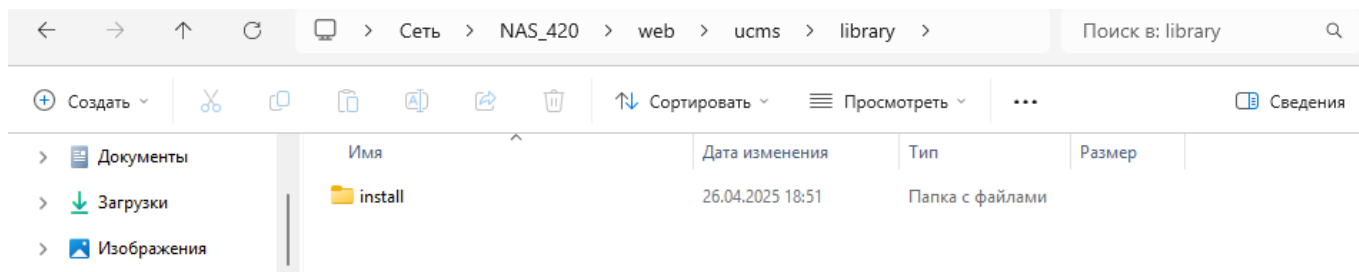 Сеть > NAS_420 > web > ucms > library > Поиск в: library
Создать Сортировать Просмотреть ... Сведения
Имя Дата изменения Тип Размер
Документы
install 26.04.2025 18:51 Папка с файлами
Загрузки
Изображения